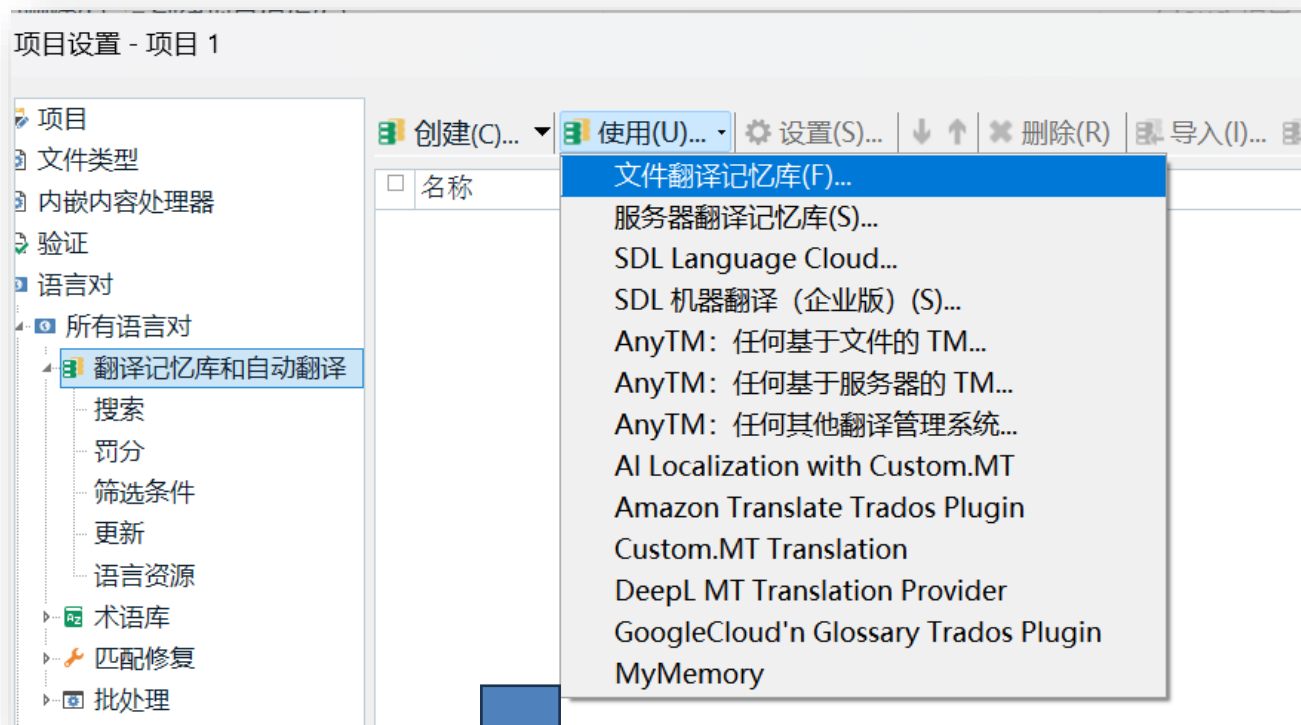 项目设置 - 项目 1
项目
文件类型
内嵌内容处理器
验证
语言对
所有语言对
翻译记忆库和自动翻译
搜索
罚分
筛选条件
更新
语言资源
术语库
匹配修复
批处理
创建(C)... 使用(U)... 设置(S)... 删除(R) 导入(I)...
名称
文件翻译记忆库(F)...
服务器翻译记忆库(S)...
SDL Language Cloud...
SDL 机器翻译（企业版）(S)...
AnyTM：任何基于文件的 TM...
AnyTM：任何基于服务器的 TM...
AnyTM：任何其他翻译管理系统...
AI Localization with Custom.MT
Amazon Translate Trados Plugin
Custom.MT Translation
DeepL MT Translation Provider
GoogleCloud'n Glossary Trados Plugin
MyMemory